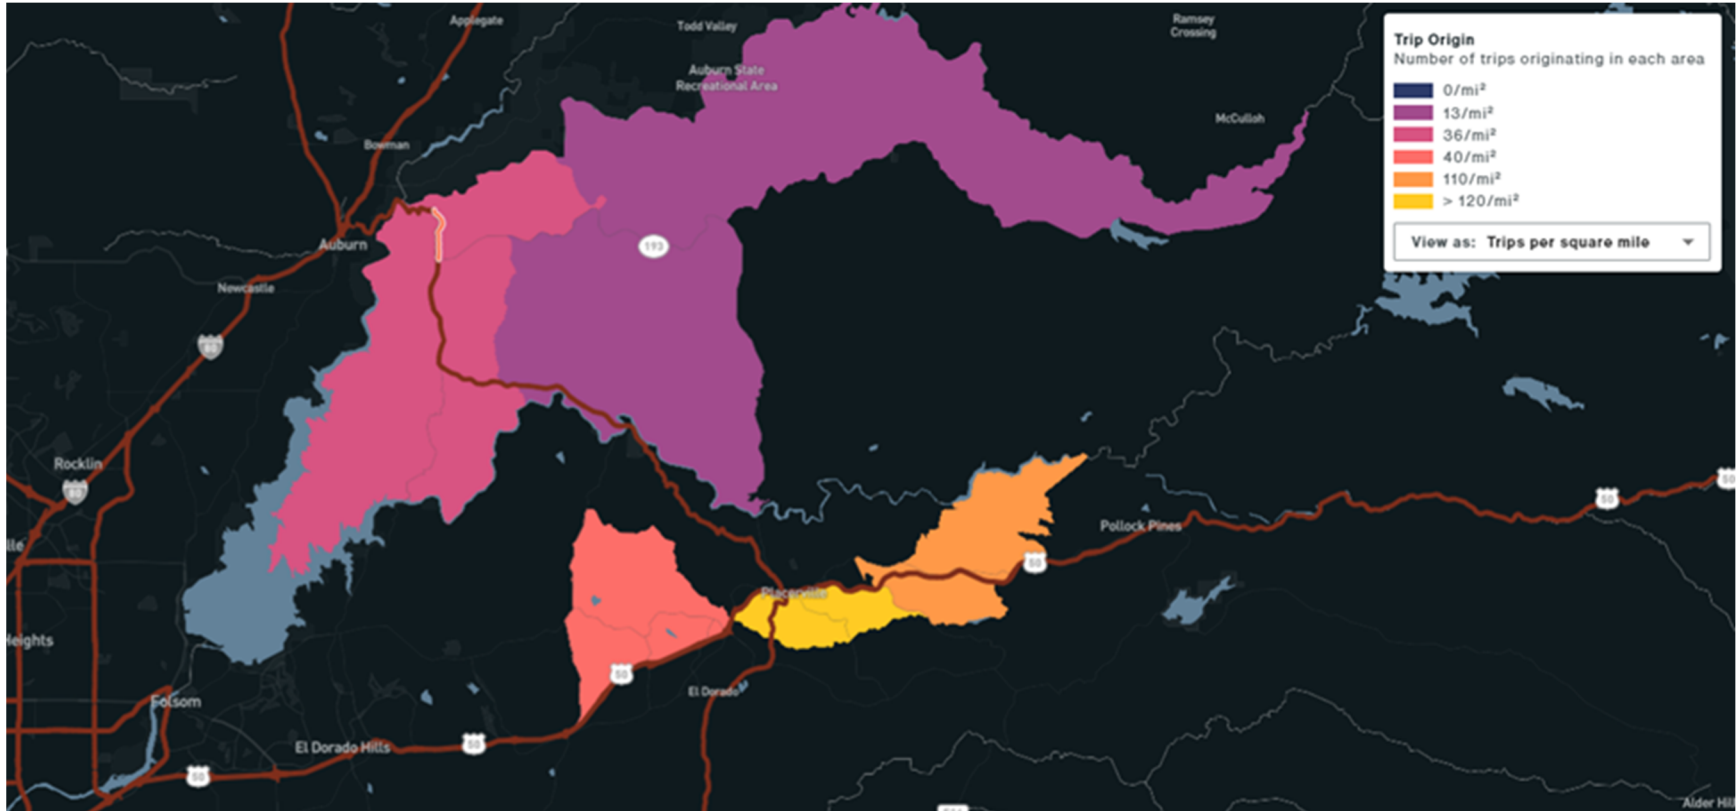 Applegate
Todd Valley
Ramsey
Crossing
Auburn State
Recreational Area
McCulloh
Bowman
Auburn
193
Newcastle
80
Rocklin
80
lle
Pollock Pines
50
50
50
Placerville
Heights
50
El Dorado
Folsom
El Dorado Hills
50
50
Alder Hill
Trip Origin
Number of trips originating in each area
0/mi²
13/mi²
36/mi²
40/mi²
110/mi²
> 120/mi²
View as: Trips per square mile